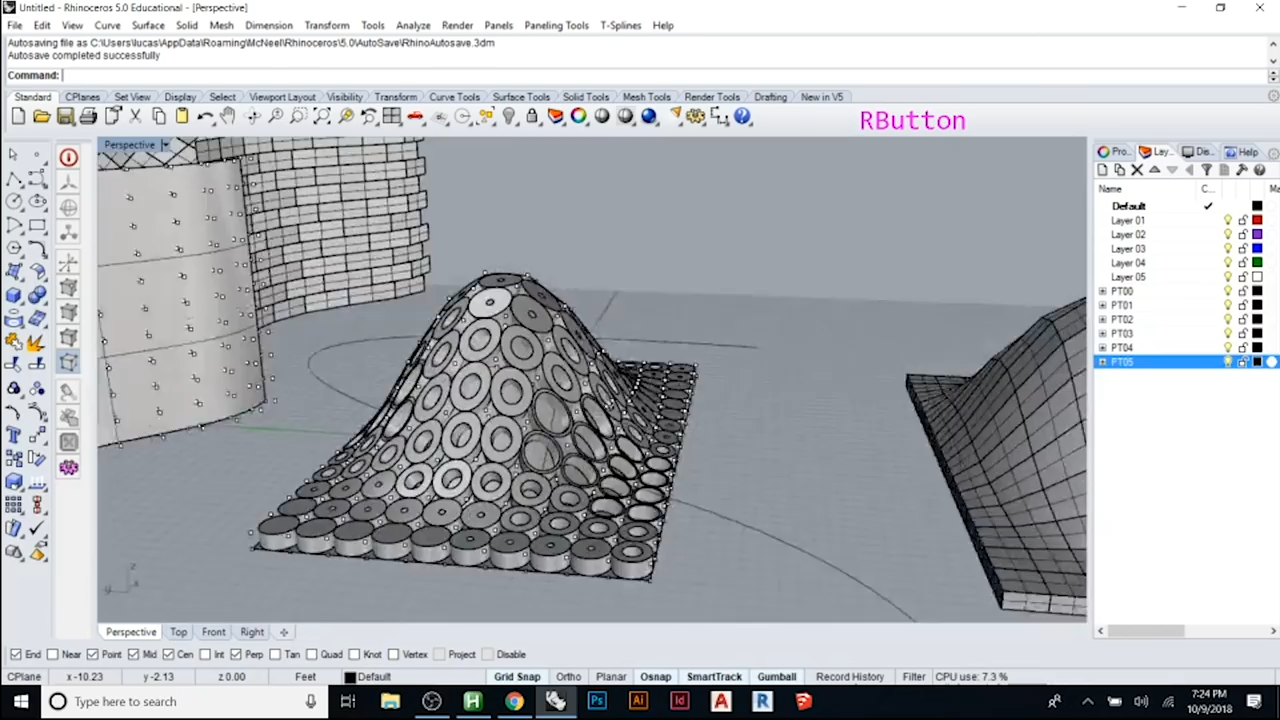 Untitled - Rhinoceros 5.0 Educational - [Perspective]
File Edit View Curve Surface Solid Mesh Dimension Transform Tools Analyze Render Panels Paneling Tools T-Splines Help
Autosaving file as C:\Users\lucas\AppData\Roaming\McNeel\Rhinoceros\5.0\AutoSave\RhinoAutosave.3dm
Autosave completed successfully
Command:
Standard CPlanes Set View Display Select Viewport Layout Visibility Transform Curve Tools Surface Tools Solid Tools Mesh Tools Render Tools Drafting New in V5
RButton
Perspective
Pro... Lay... Dis... Help
Name C... Ma
Default
Layer 01
Layer 02
Layer 03
Layer 04
Layer 05
PT00
PT01
PT02
PT03
PT04
PT05
Perspective Top Front Right
End Near Point Mid Cen Int Perp Tan Quad Knot Vertex Project Disable
CPlane x -10.23 y -2.13 z 0.00 Feet Default Grid Snap Ortho Planar Osnap SmartTrack Gumball Record History Filter CPU use: 7.3 %
Type here to search
7:24 PM
10/9/2018